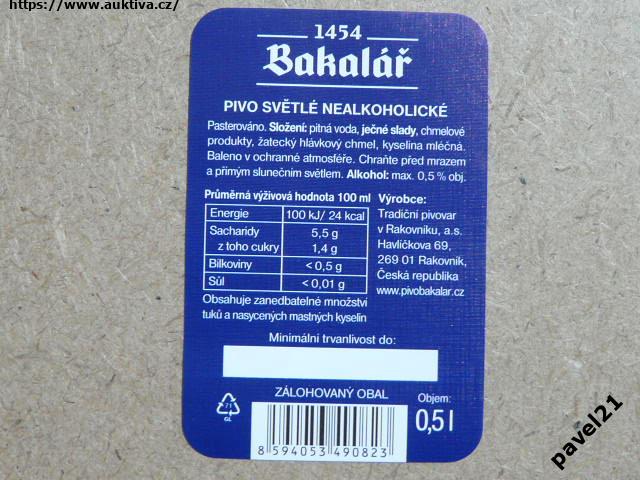 https://www.auktiva.cz/
1454
Bakalář
PIVO SVĚTLÉ NEALKOHOLICKÉ
Pasterováno. Složení: pitná voda, ječné slady, chmelové
produkty, žatecký hlávkový chmel, kyselina mléčná.
Baleno v ochranné atmosféře. Chraňte před mrazem
a přímým slunečním světlem. Alkohol: max. 0,5 % obj.
Průměrná výživová hodnota 100 ml
Energie 100 kJ/ 24 kcal
Sacharidy 5,5 g
z toho cukry 1,4 g
Bílkoviny < 0,5 g
Sůl < 0,01 g
Obsahuje zanedbatelné množství
tuků a nasycených mastných kyselin
Výrobce:
Tradiční pivovar
v Rakovníku, a.s.
Havlíčkova 69,
269 01 Rakovník,
Česká republika
www.pivobakalar.cz
Minimální trvanlivost do:
71
GL
ZÁLOHOVANÝ OBAL
8 594053 490823
Objem:
0,5 l
pavel21